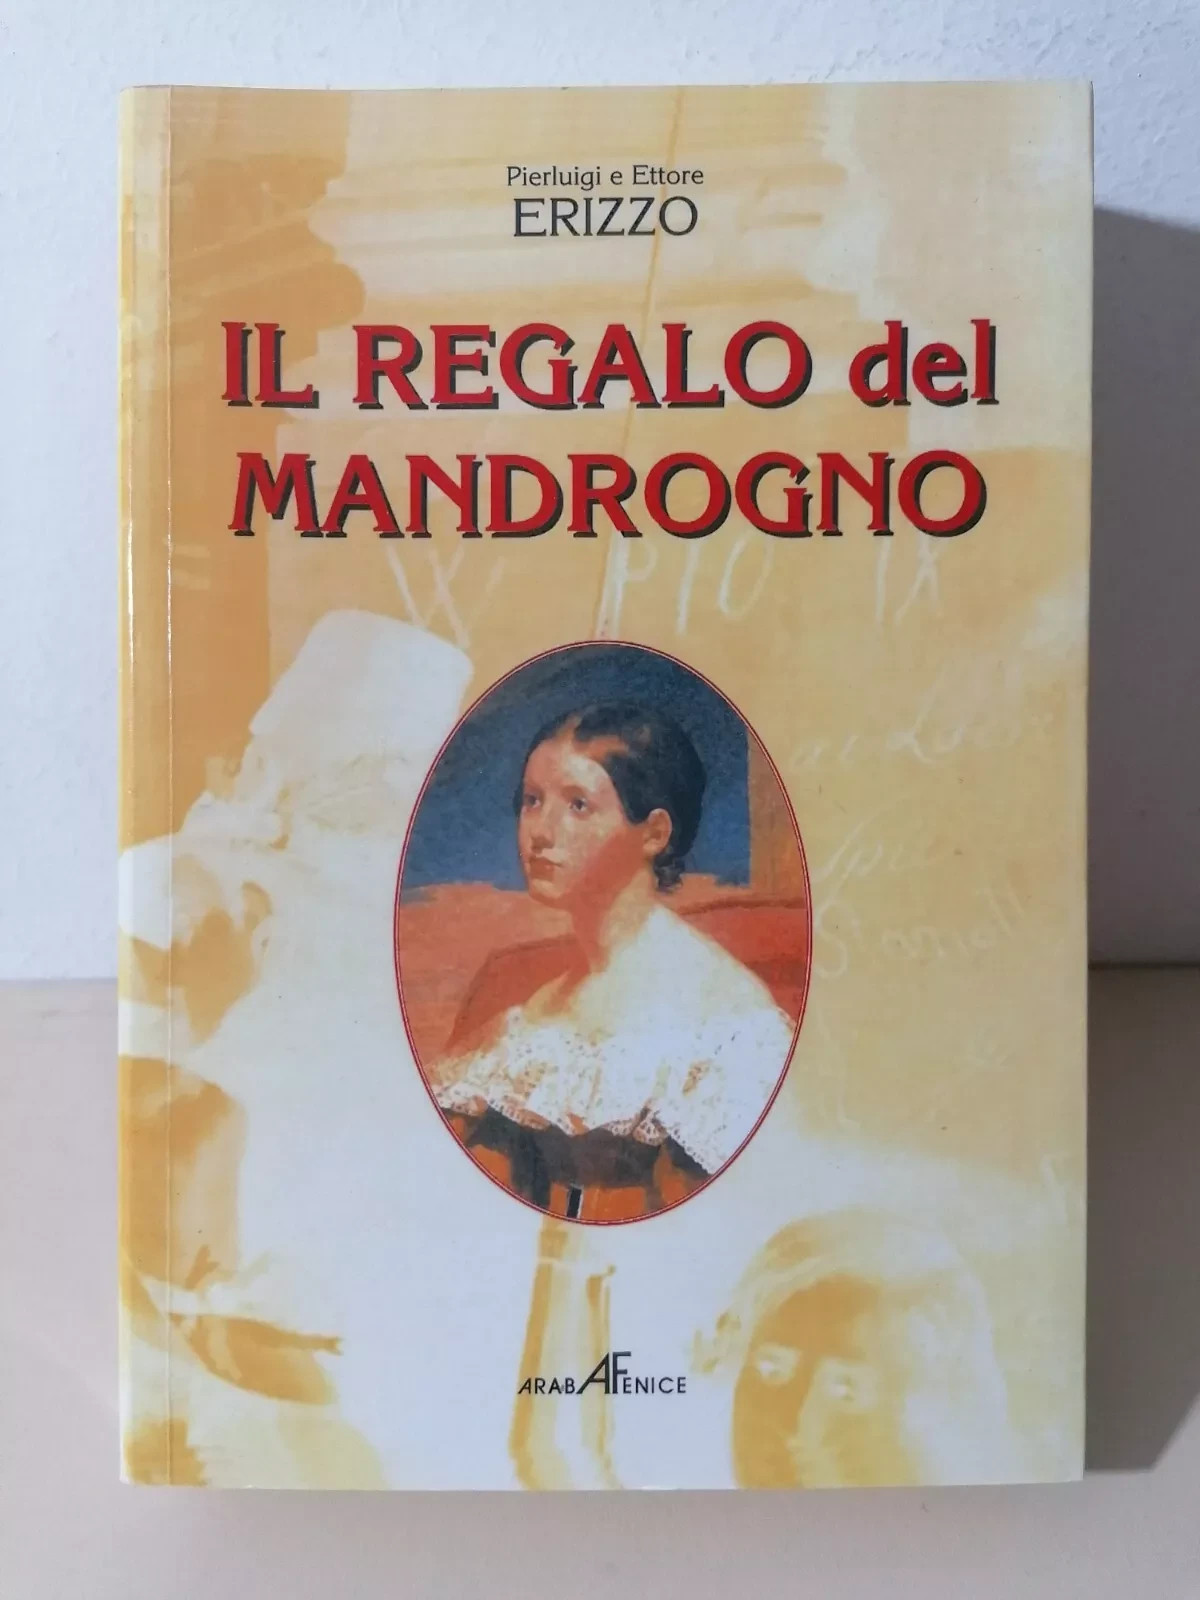 Pierluigi e Ettore
ERIZZO
IL REGALO del
MANDROGNO
W. PIO IX
ARABAFENICE